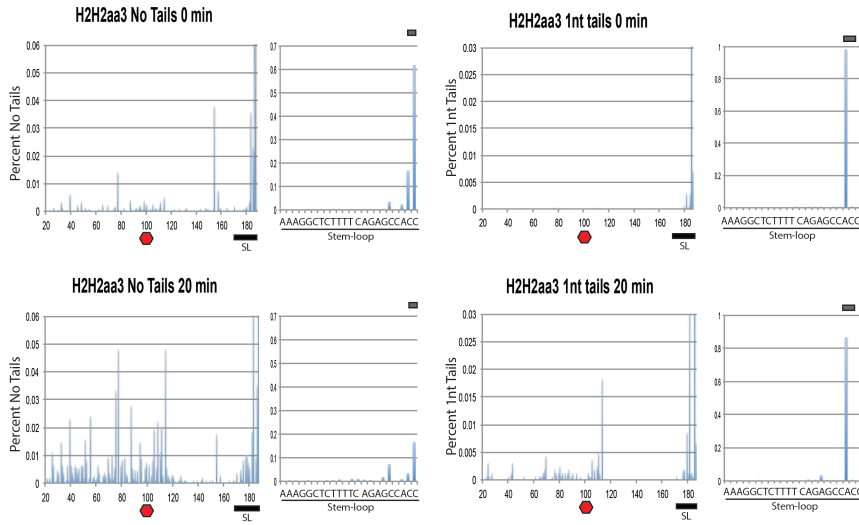 H2H2aa3 No Tails 0 min
Percent No Tails
0.06
0.05
0.04
0.03
0.02
0.01
0
20 40 60 80 100 120 140 160 180
SL
0.7
0.6
0.5
0.4
0.3
0.2
0.1
0
AAAGGCTCTTTT CAGAGCCACC
Stem-loop
H2H2aa3 1nt tails 0 min
Percent 1nt Tails
0.03
0.025
0.02
0.015
0.01
0.005
0
20 40 60 80 100 120 140 160 180
SL
1
0.8
0.6
0.4
0.2
0
AAAGGCTCTTTT CAGAGCCACC
Stem-loop
H2H2aa3 No Tails 20 min
Percent No Tails
0.06
0.05
0.04
0.03
0.02
0.01
0
20 40 60 80 100 120 140 160 180
SL
0.7
0.6
0.5
0.4
0.3
0.2
0.1
0
AAAGGCTCTTTTC AGAGCCACC
Stem-loop
H2H2aa3 1nt tails 20 min
Percent 1nt Tails
0.03
0.025
0.02
0.015
0.01
0.005
0
20 40 60 80 100 120 140 160 180
SL
1
0.8
0.6
0.4
0.2
0
AAAGGCTCTTTT CAGAGCCACC
Stem-loop